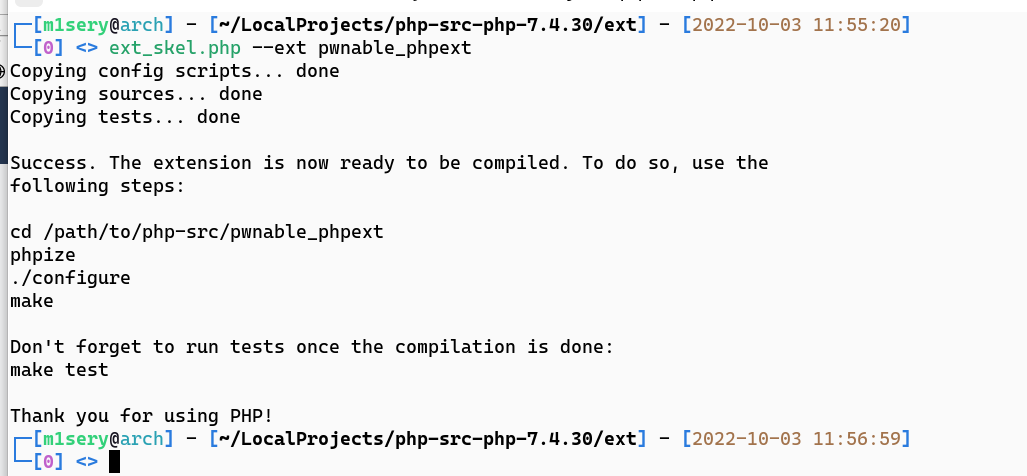 ┌─[m1sery@arch] - [~/LocalProjects/php-src-php-7.4.30/ext] - [2022-10-03 11:55:20]
└─[0] <> ext_skel.php --ext pwnable_phpext
Copying config scripts... done
Copying sources... done
Copying tests... done
Success. The extension is now ready to be compiled. To do so, use the
following steps:
cd /path/to/php-src/pwnable_phpext
phpize
./configure
make
Don't forget to run tests once the compilation is done:
make test
Thank you for using PHP!
┌─[m1sery@arch] - [~/LocalProjects/php-src-php-7.4.30/ext] - [2022-10-03 11:56:59]
└─[0] <>